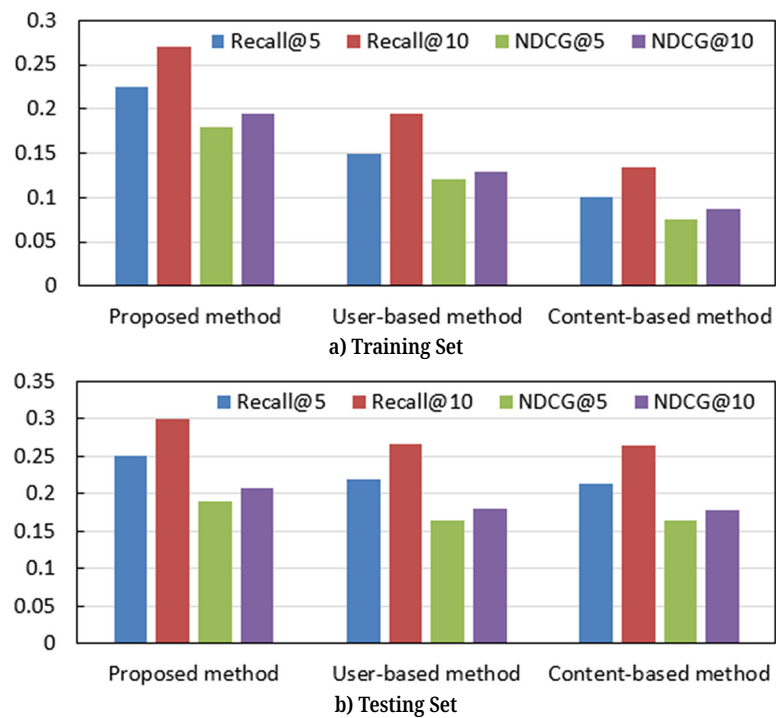 0.3
Recall@5 Recall@10 NDCG@5 NDCG@10
0.25
0.2
0.15
0.1
0.05
0
Proposed method User-based method Content-based method
a) Training Set
0.35
Recall@5 Recall@10 NDCG@5 NDCG@10
0.3
0.25
0.2
0.15
0.1
0.05
0
Proposed method User-based method Content-based method
b) Testing Set